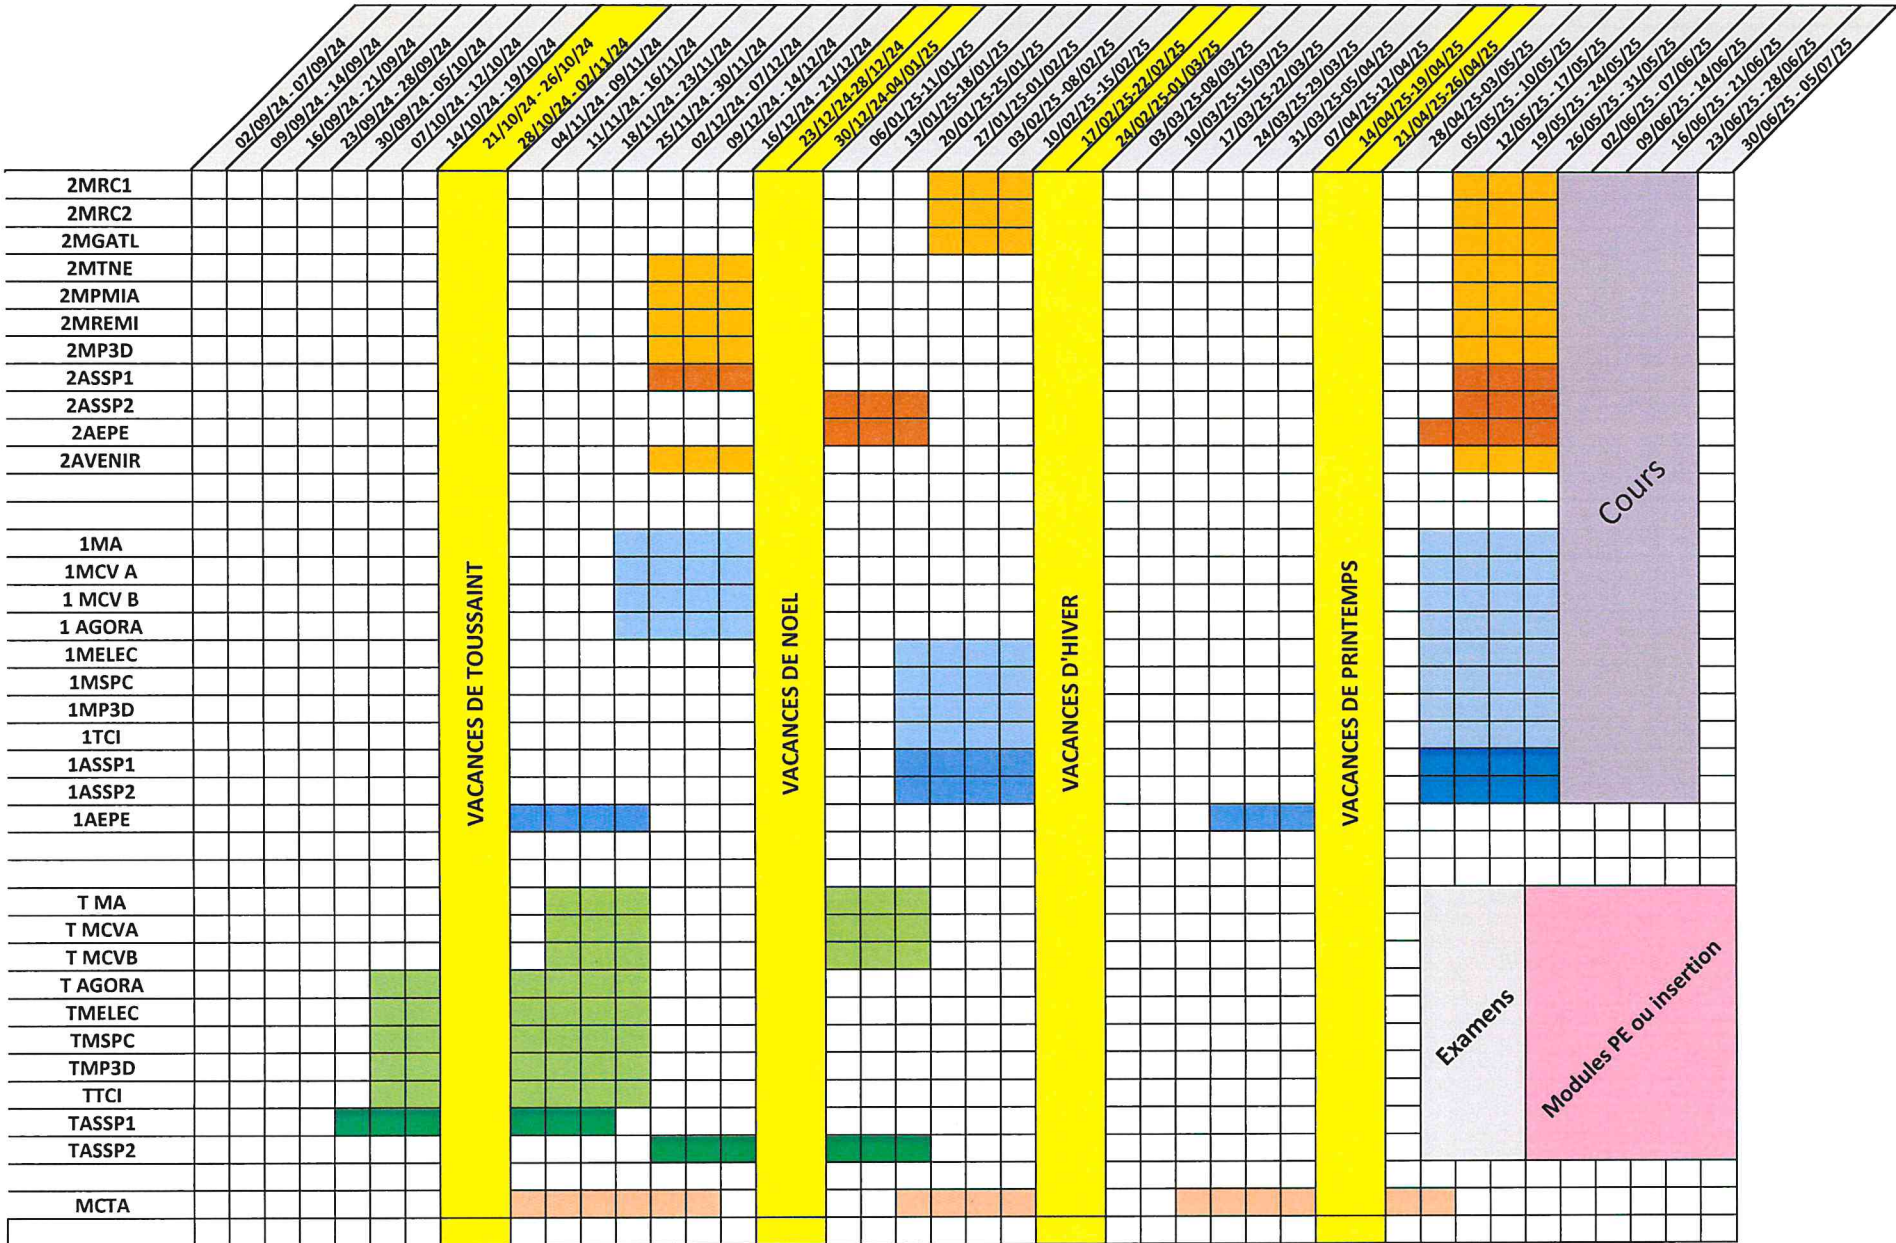 02/09/24 - 07/09/24
09/09/24 - 14/09/24
16/09/24 - 21/09/24
23/09/24 - 28/09/24
30/09/24 - 05/10/24
07/10/24 - 12/10/24
14/10/24 - 19/10/24
21/10/24 - 26/10/24
28/10/24 - 02/11/24
04/11/24 - 09/11/24
11/11/24 - 16/11/24
18/11/24 - 23/11/24
25/11/24 - 30/11/24
02/12/24 - 07/12/24
09/12/24 - 14/12/24
16/12/24 - 21/12/24
23/12/24-28/12/24
30/12/24-04/01/25
06/01/25-11/01/25
13/01/25-18/01/25
20/01/25-25/01/25
27/01/25-01/02/25
03/02/25-08/02/25
10/02/25-15/02/25
17/02/25-22/02/25
24/02/25-01/03/25
03/03/25-08/03/25
10/03/25-15/03/25
17/03/25-22/03/25
24/03/25-29/03/25
31/03/25-05/04/25
07/04/25-12/04/25
14/04/25-19/04/25
21/04/25-26/04/25
28/04/25-03/05/25
05/05/25 - 10/05/25
12/05/25 - 17/05/25
19/05/25 - 24/05/25
26/05/25 - 31/05/25
02/06/25 - 07/06/25
09/06/25 - 14/06/25
16/06/25 - 21/06/25
23/06/25 - 28/06/25
30/06/25 - 05/07/25
2MRC1
2MRC2
2MGATL
2MTNE
2MPMIA
2MREMI
2MP3D
2ASSP1
2ASSP2
2AEPE
2AVENIR
1MA
1MCV A
1 MCV B
1 AGORA
1MELEC
1MSPC
1MP3D
1TCI
1ASSP1
1ASSP2
1AEPE
T MA
T MCVA
T MCVB
T AGORA
TMELEC
TMSPC
TMP3D
TTCI
TASSP1
TASSP2
MCTA
VACANCES DE TOUSSAINT
VACANCES DE NOEL
VACANCES D'HIVER
VACANCES DE PRINTEMPS
Cours
Examens
Modules PE ou insertion